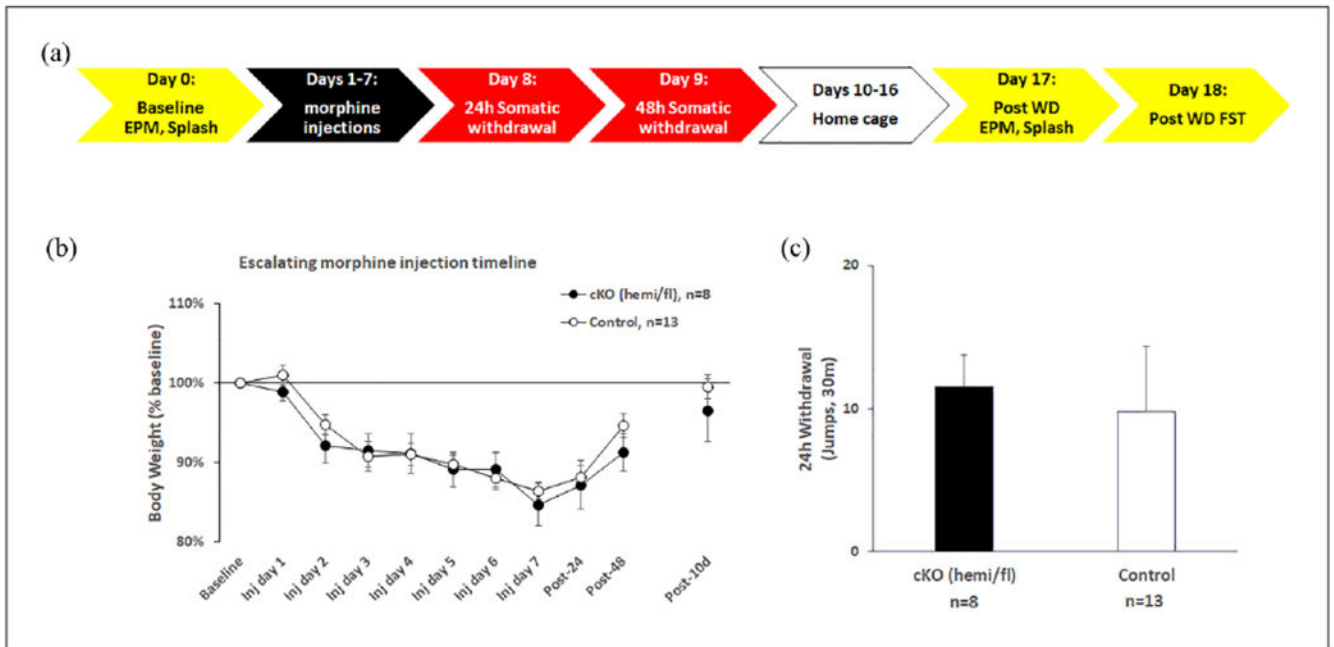 (a)
Day 0:
Baseline
EPM, Splash
Days 1-7:
morphine
injections
Day 8:
24h Somatic
withdrawal
Day 9:
48h Somatic
withdrawal
Days 10-16
Home cage
Day 17:
Post WD
EPM, Splash
Day 18:
Post WD FST
(b)
Escalating morphine injection timeline
cKO (hemi/fl), n=8
Control, n=13
Body Weight (% baseline)
110%
100%
90%
80%
Baseline
Inj day 1
Inj day 2
Inj day 3
Inj day 4
Inj day 5
Inj day 6
Inj day 7
Post-24
Post-48
Post-10d
(c)
24h Withdrawal
(Jumps, 30m)
20
10
0
cKO (hemi/fl)
n=8
Control
n=13